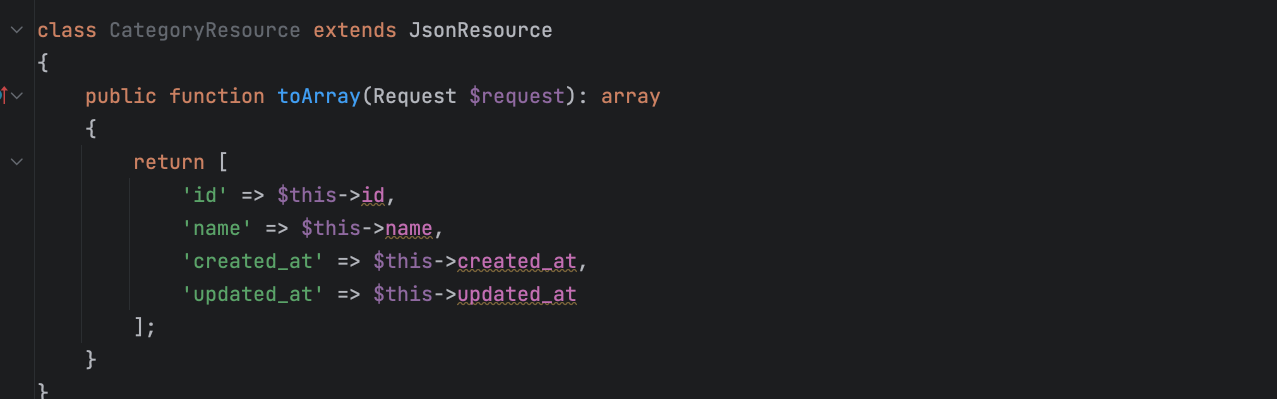 class CategoryResource extends JsonResource
{
    public function toArray(Request $request): array
    {
        return [
            'id' => $this->id,
            'name' => $this->name,
            'created_at' => $this->created_at,
            'updated_at' => $this->updated_at
        ];
    }
}